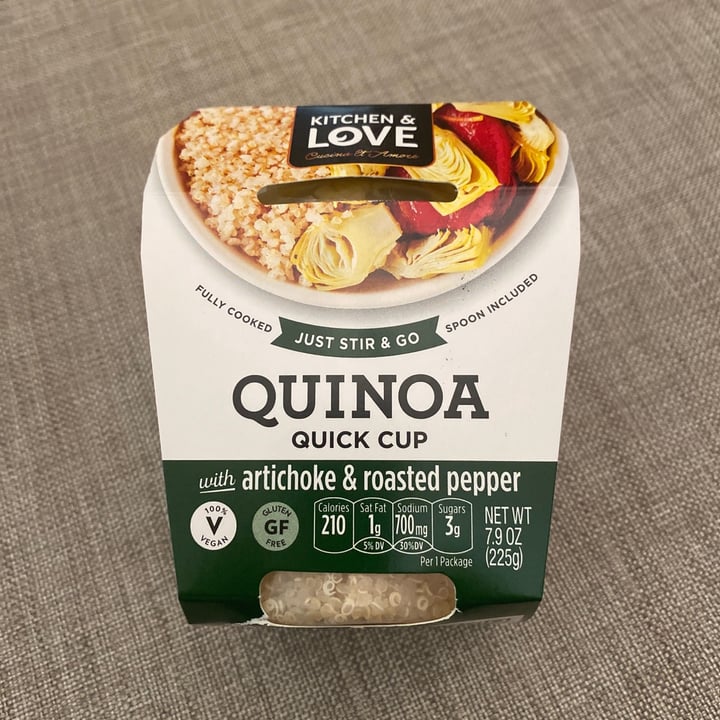 KITCHEN &
LOVE
Cucina & Amore
FULLY COOKED
JUST STIR & GO
SPOON INCLUDED
QUINOA
QUICK CUP
with artichoke & roasted pepper
100%
V
VEGAN
GLUTEN
GF
FREE
Calories
210
Sat Fat
1g
5% DV
Sodium
700mg
30%DV
Sugars
3g
Per 1 Package
NET WT
7.9 OZ
(225g)